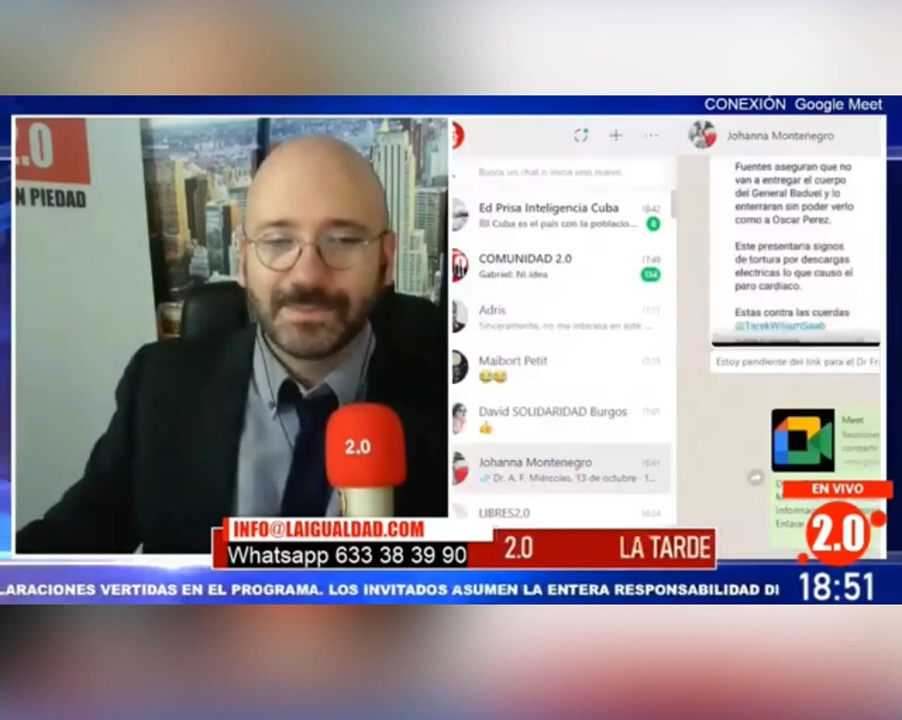 CONEXIÓN Google Meet
2.0
N PIEDAD
Busca un chat o inicia uno nuevo
Ed Prisa Inteligencia Cuba 18:42
Cuba es el país con la poblacio...
COMUNIDAD 2.0 17:49
Gabriel: Ni idea 134
Adris
Sinceramente, no me interesa en este ...
Maibort Petit
David SOLIDARIDAD Burgos 17:01
Johanna Montenegro 16:41
Dr. A. F. Miércoles, 13 de octubre · 1...
LIBRES2.0 16:24
Johanna Montenegro
Fuentes aseguran que no
van a entregar el cuerpo
del General Baduel y lo
enterraran sin poder verlo
como a Oscar Perez.
Este presentaria signos
de tortura por descargas
electricas lo que causo el
paro cardiaco.
Estas contra las cuerdas
@TarekWiliamSaab
Estoy pendiente del link para el Dr Fr
Meet
Enlace
2.0
INFO@LAIGUALDAD.COM
Whatsapp 633 38 39 90
2.0 LA TARDE
EN VIVO
2.0
LARACIONES VERTIDAS EN EL PROGRAMA. LOS INVITADOS ASUMEN LA ENTERA RESPONSABILIDAD DI
18:51